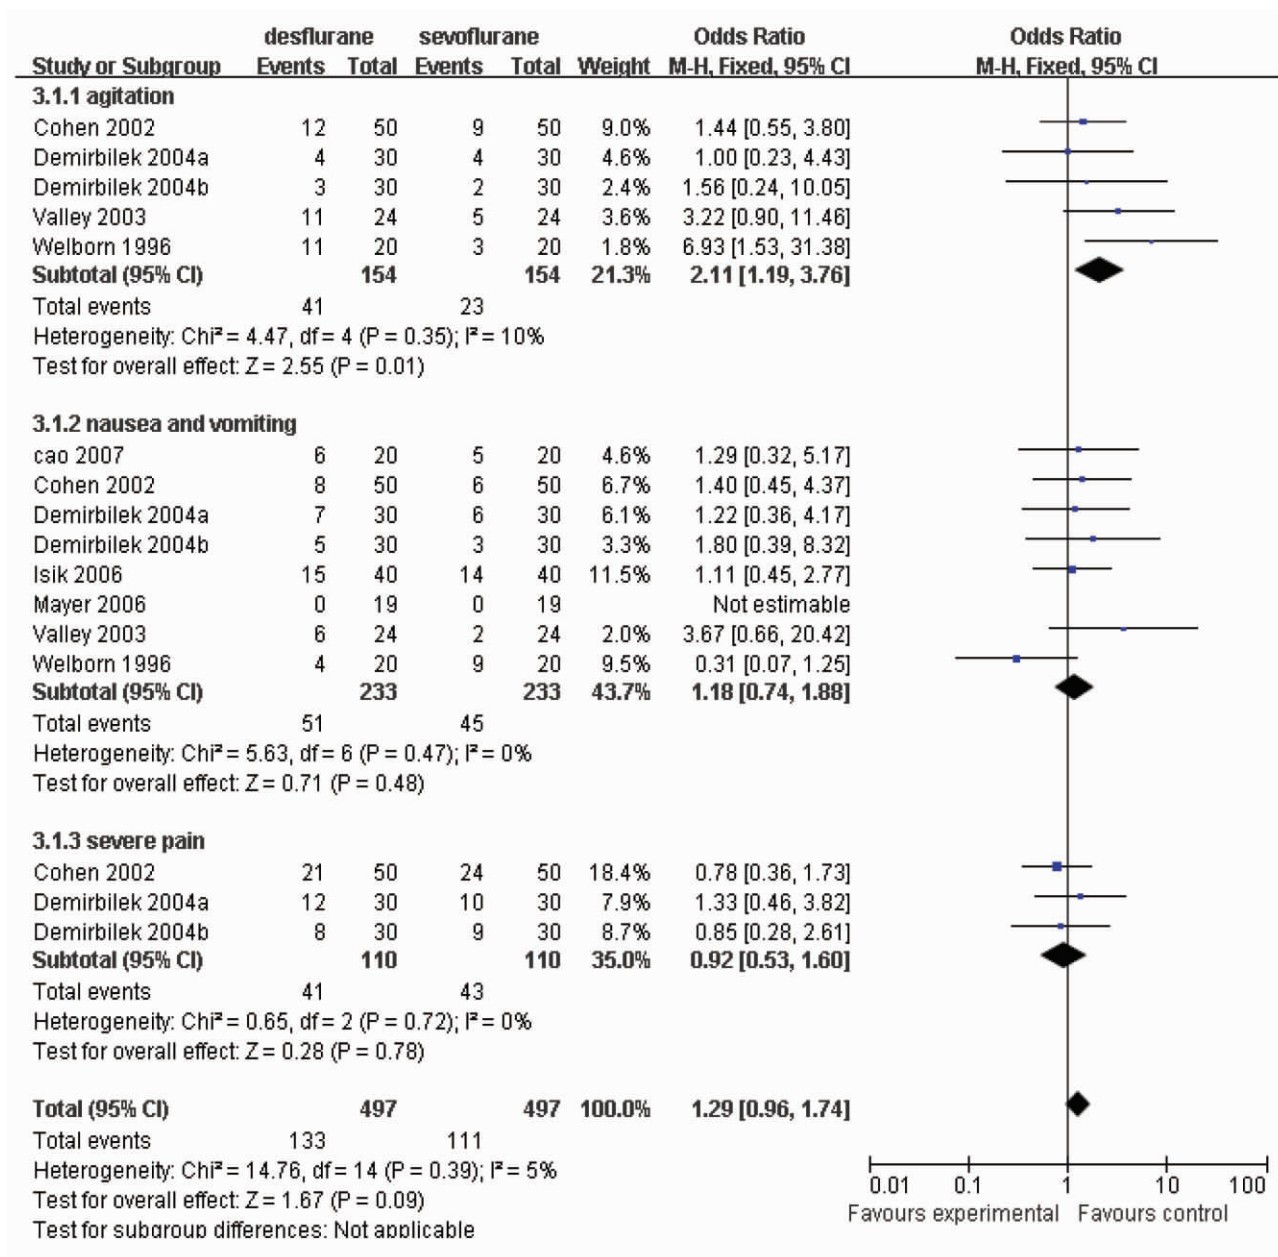 desflurane sevoflurane Odds Ratio Odds Ratio
Study or Subgroup Events Total Events Total Weight M-H, Fixed, 95% CI M-H, Fixed, 95% CI
3.1.1 agitation
Cohen 2002 12 50 9 50 9.0% 1.44 [0.55, 3.80]
Demirbilek 2004a 4 30 4 30 4.6% 1.00 [0.23, 4.43]
Demirbilek 2004b 3 30 2 30 2.4% 1.56 [0.24, 10.05]
Valley 2003 11 24 5 24 3.6% 3.22 [0.90, 11.46]
Welborn 1996 11 20 3 20 1.8% 6.93 [1.53, 31.38]
Subtotal (95% CI) 154 154 21.3% 2.11 [1.19, 3.76]
Total events 41 23
Heterogeneity: Chi² = 4.47, df = 4 (P = 0.35); I² = 10%
Test for overall effect: Z = 2.55 (P = 0.01)
3.1.2 nausea and vomiting
cao 2007 6 20 5 20 4.6% 1.29 [0.32, 5.17]
Cohen 2002 8 50 6 50 6.7% 1.40 [0.45, 4.37]
Demirbilek 2004a 7 30 6 30 6.1% 1.22 [0.36, 4.17]
Demirbilek 2004b 5 30 3 30 3.3% 1.80 [0.39, 8.32]
Isik 2006 15 40 14 40 11.5% 1.11 [0.45, 2.77]
Mayer 2006 0 19 0 19 Not estimable
Valley 2003 6 24 2 24 2.0% 3.67 [0.66, 20.42]
Welborn 1996 4 20 9 20 9.5% 0.31 [0.07, 1.25]
Subtotal (95% CI) 233 233 43.7% 1.18 [0.74, 1.88]
Total events 51 45
Heterogeneity: Chi² = 5.63, df = 6 (P = 0.47); I² = 0%
Test for overall effect: Z = 0.71 (P = 0.48)
3.1.3 severe pain
Cohen 2002 21 50 24 50 18.4% 0.78 [0.36, 1.73]
Demirbilek 2004a 12 30 10 30 7.9% 1.33 [0.46, 3.82]
Demirbilek 2004b 8 30 9 30 8.7% 0.85 [0.28, 2.61]
Subtotal (95% CI) 110 110 35.0% 0.92 [0.53, 1.60]
Total events 41 43
Heterogeneity: Chi² = 0.65, df = 2 (P = 0.72); I² = 0%
Test for overall effect: Z = 0.28 (P = 0.78)
Total (95% CI) 497 497 100.0% 1.29 [0.96, 1.74]
Total events 133 111
Heterogeneity: Chi² = 14.76, df = 14 (P = 0.39); I² = 5%
Test for overall effect: Z = 1.67 (P = 0.09)
Test for subgroup differences: Not applicable
0.01 0.1 1 10 100
Favours experimental Favours control